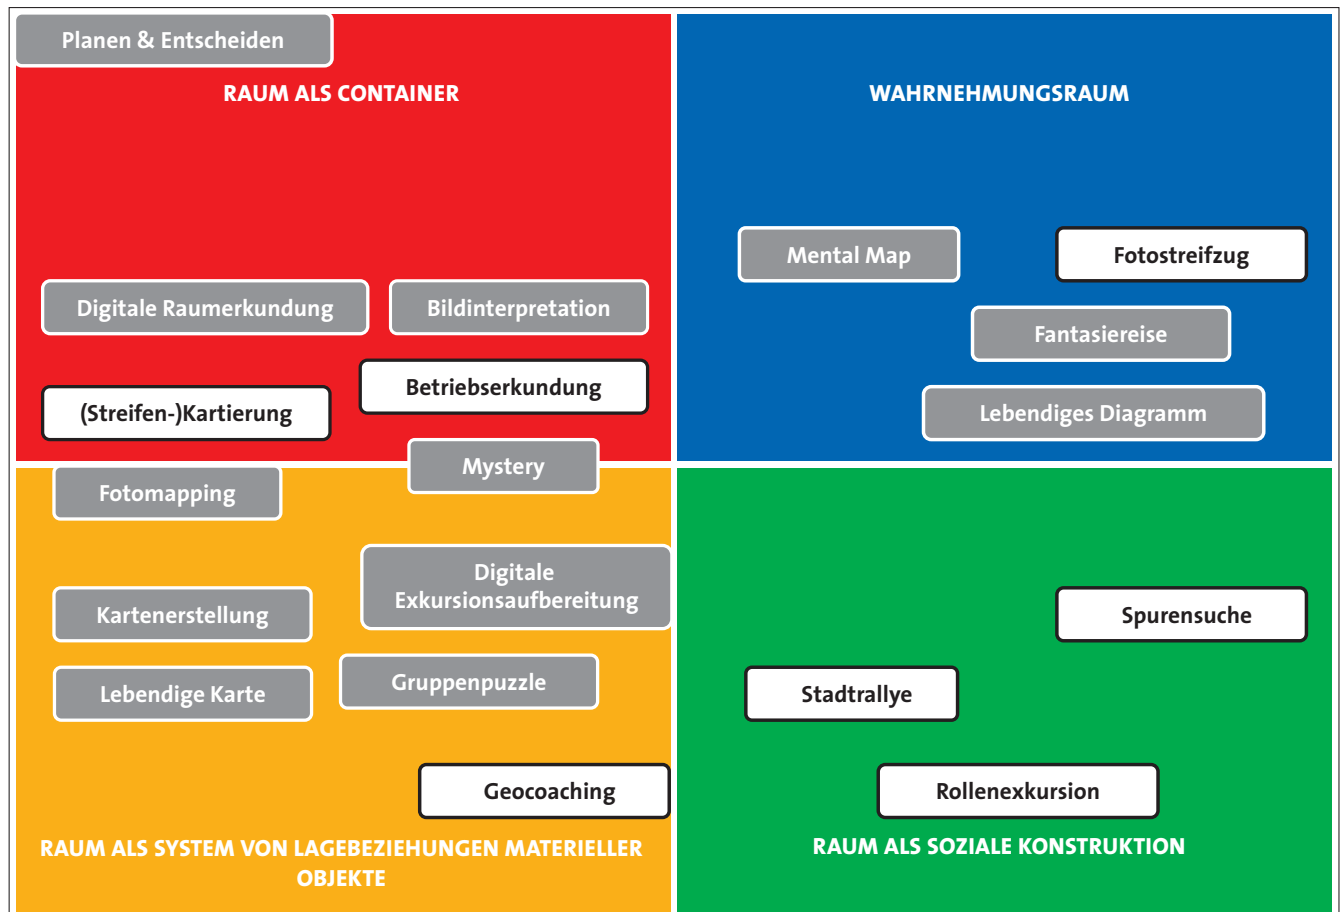 Planen & Entscheiden
RAUM ALS CONTAINER
Digitale Raumerkundung
Bildinterpretation
Betriebserkundung
(Streifen-)Kartierung
Mystery
WAHRNEHMUNGSRAUM
Mental Map
Fotostreifzug
Fantasiereise
Lebendiges Diagramm
Fotomapping
Digitale
Exkursionsaufbereitung
Kartenerstellung
Gruppenpuzzle
Lebendige Karte
Geocoaching
RAUM ALS SYSTEM VON LAGEBEZIEHUNGEN MATERIELLER
OBJEKTE
Spurensuche
Stadtrallye
Rollenexkursion
RAUM ALS SOZIALE KONSTRUKTION